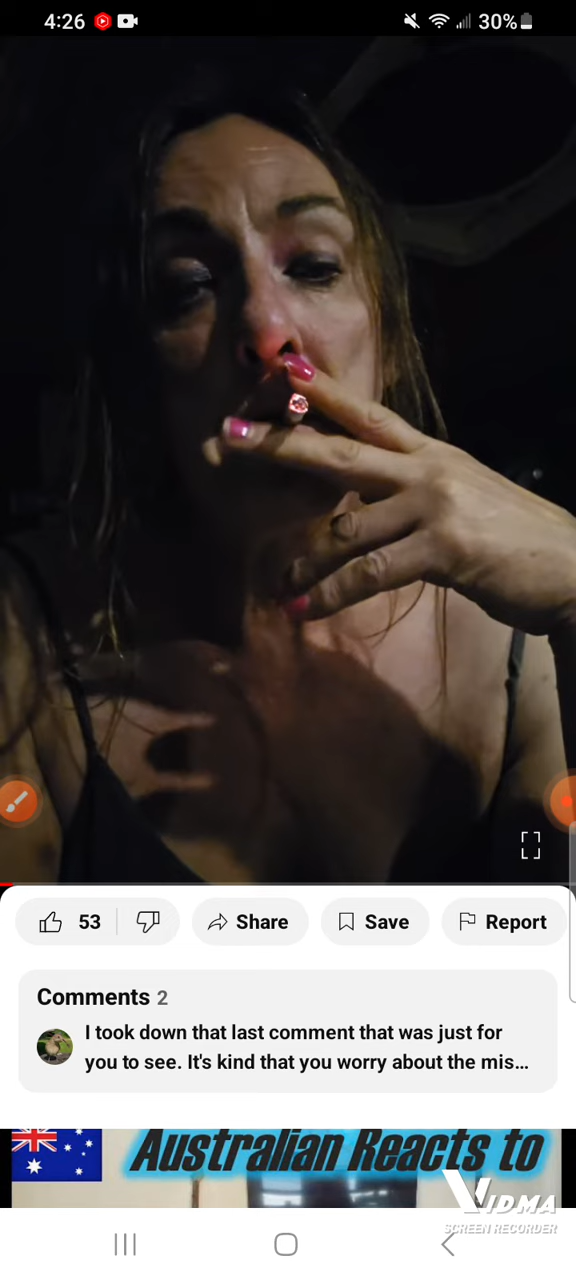 4:26
30%
53
Share
Save
Report
Comments 2
I took down that last comment that was just for
you to see. It's kind that you worry about the mis...
Australian Reacts to
VIDMA
SCREEN RECORDER